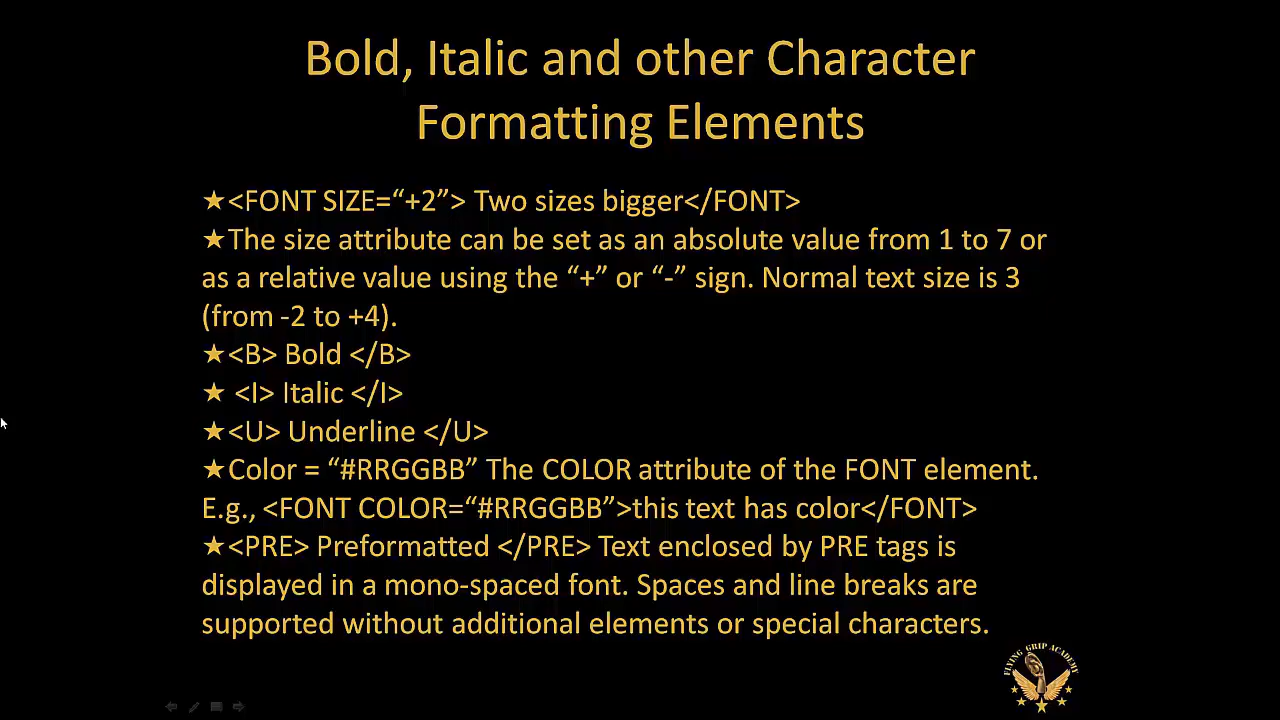 Bold, Italic and other Character
Formatting Elements
★<FONT SIZE=“+2”> Two sizes bigger</FONT>
★The size attribute can be set as an absolute value from 1 to 7 or
as a relative value using the “+” or “-” sign. Normal text size is 3
(from -2 to +4).
★<B> Bold </B>
★ <I> Italic </I>
★<U> Underline </U>
★Color = “#RRGGBB” The COLOR attribute of the FONT element.
E.g., <FONT COLOR=“#RRGGBB”>this text has color</FONT>
★<PRE> Preformatted </PRE> Text enclosed by PRE tags is
displayed in a mono-spaced font. Spaces and line breaks are
supported without additional elements or special characters.
FLYING GRIP ACADEMY